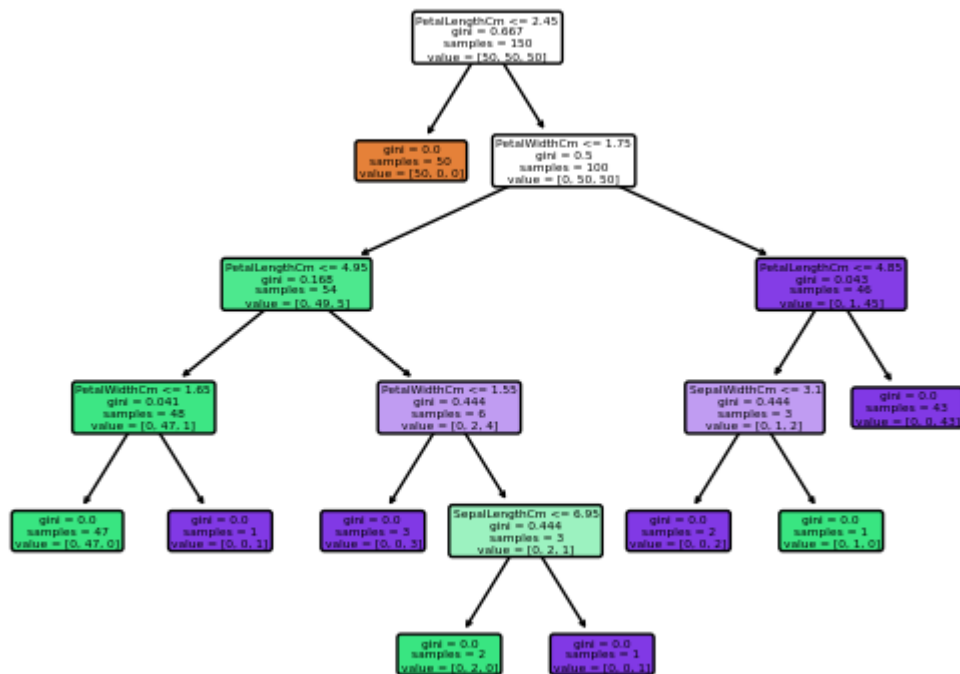 PetalLengthCm <= 2.45
gini = 0.667
samples = 150
value = [50, 50, 50]
gini = 0.0
samples = 50
value = [50, 0, 0]
PetalWidthCm <= 1.75
gini = 0.5
samples = 100
value = [0, 50, 50]
PetalLengthCm <= 4.95
gini = 0.168
samples = 54
value = [0, 49, 5]
PetalLengthCm <= 4.85
gini = 0.043
samples = 46
value = [0, 1, 45]
PetalWidthCm <= 1.65
gini = 0.041
samples = 48
value = [0, 47, 1]
PetalWidthCm <= 1.55
gini = 0.444
samples = 6
value = [0, 2, 4]
SepalWidthCm <= 3.1
gini = 0.444
samples = 3
value = [0, 1, 2]
gini = 0.0
samples = 43
value = [0, 0, 43]
gini = 0.0
samples = 47
value = [0, 47, 0]
gini = 0.0
samples = 1
value = [0, 0, 1]
gini = 0.0
samples = 3
value = [0, 0, 3]
SepalLengthCm <= 6.95
gini = 0.444
samples = 3
value = [0, 2, 1]
gini = 0.0
samples = 2
value = [0, 0, 2]
gini = 0.0
samples = 1
value = [0, 1, 0]
gini = 0.0
samples = 2
value = [0, 2, 0]
gini = 0.0
samples = 1
value = [0, 0, 1]